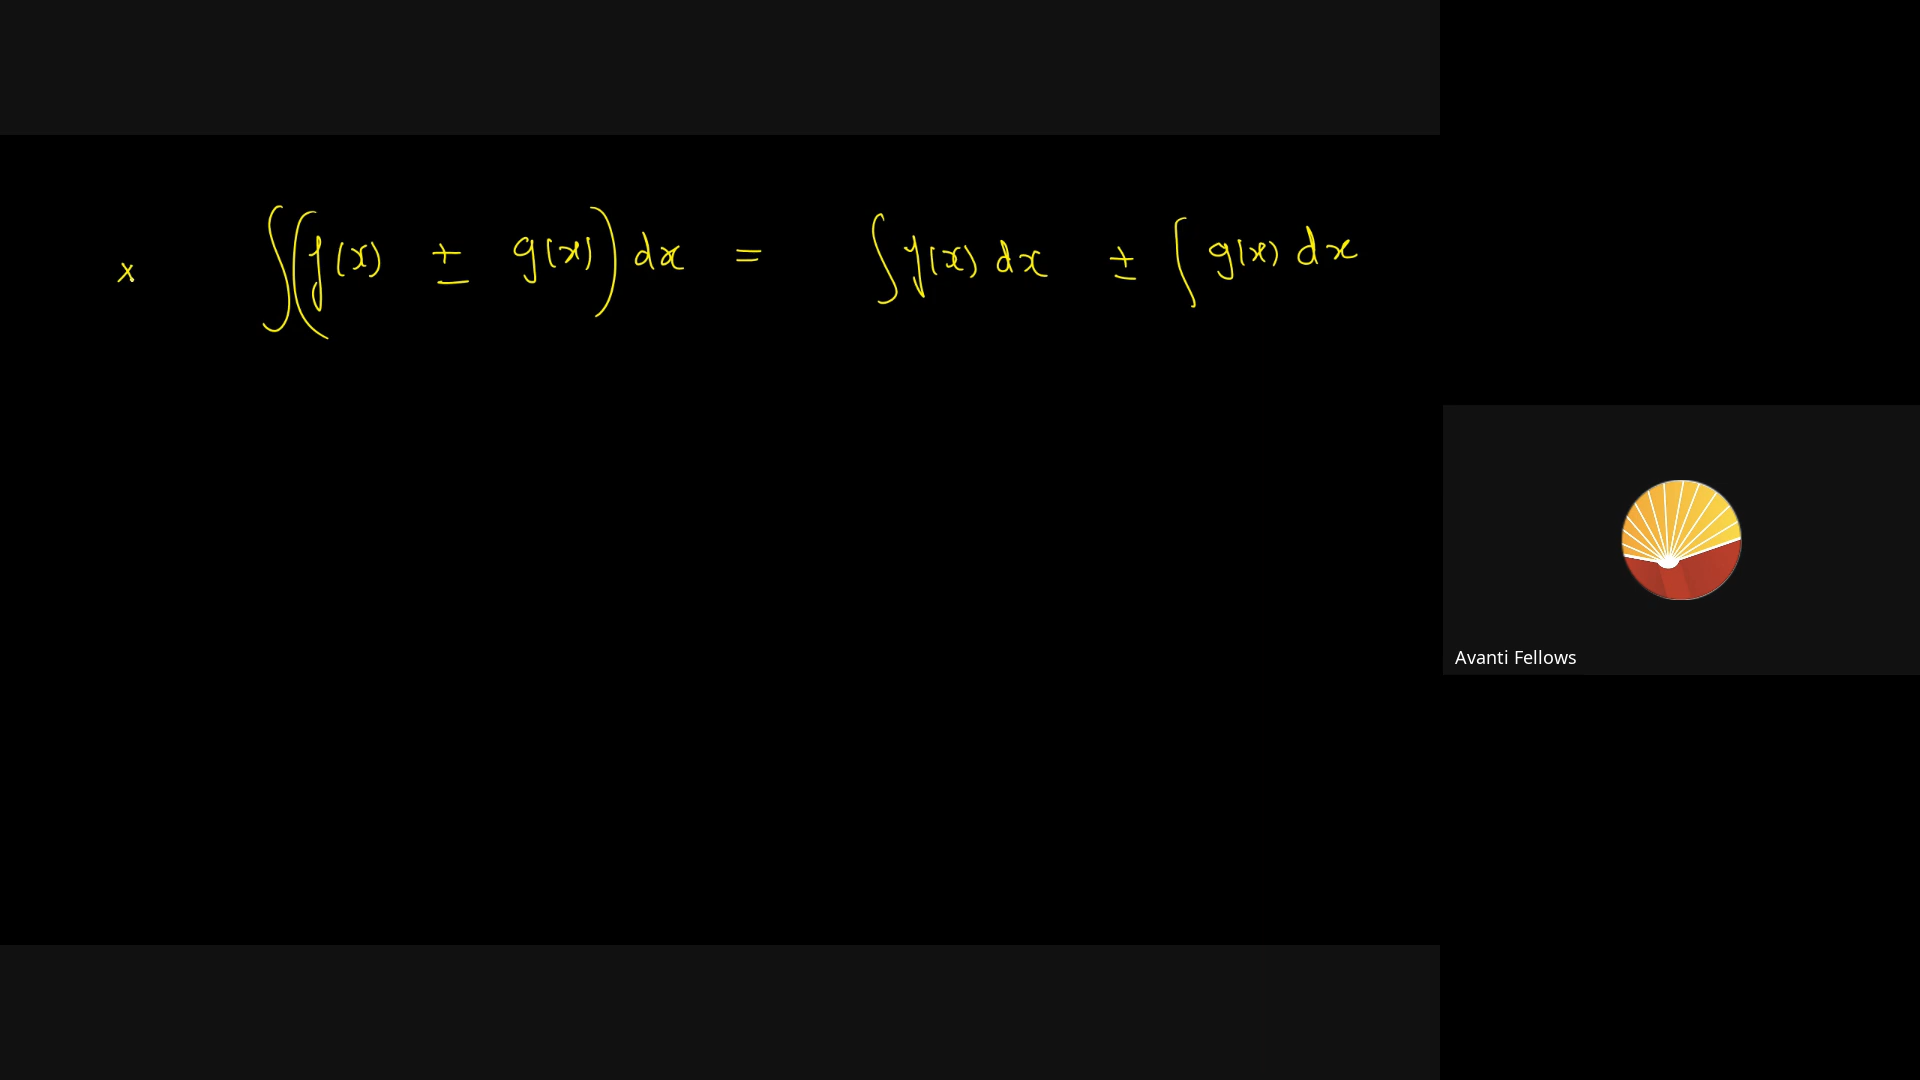 × ∫(f(x) ± g(x)) dx = ∫f(x) dx ± ∫g(x) dx
Avanti Fellows